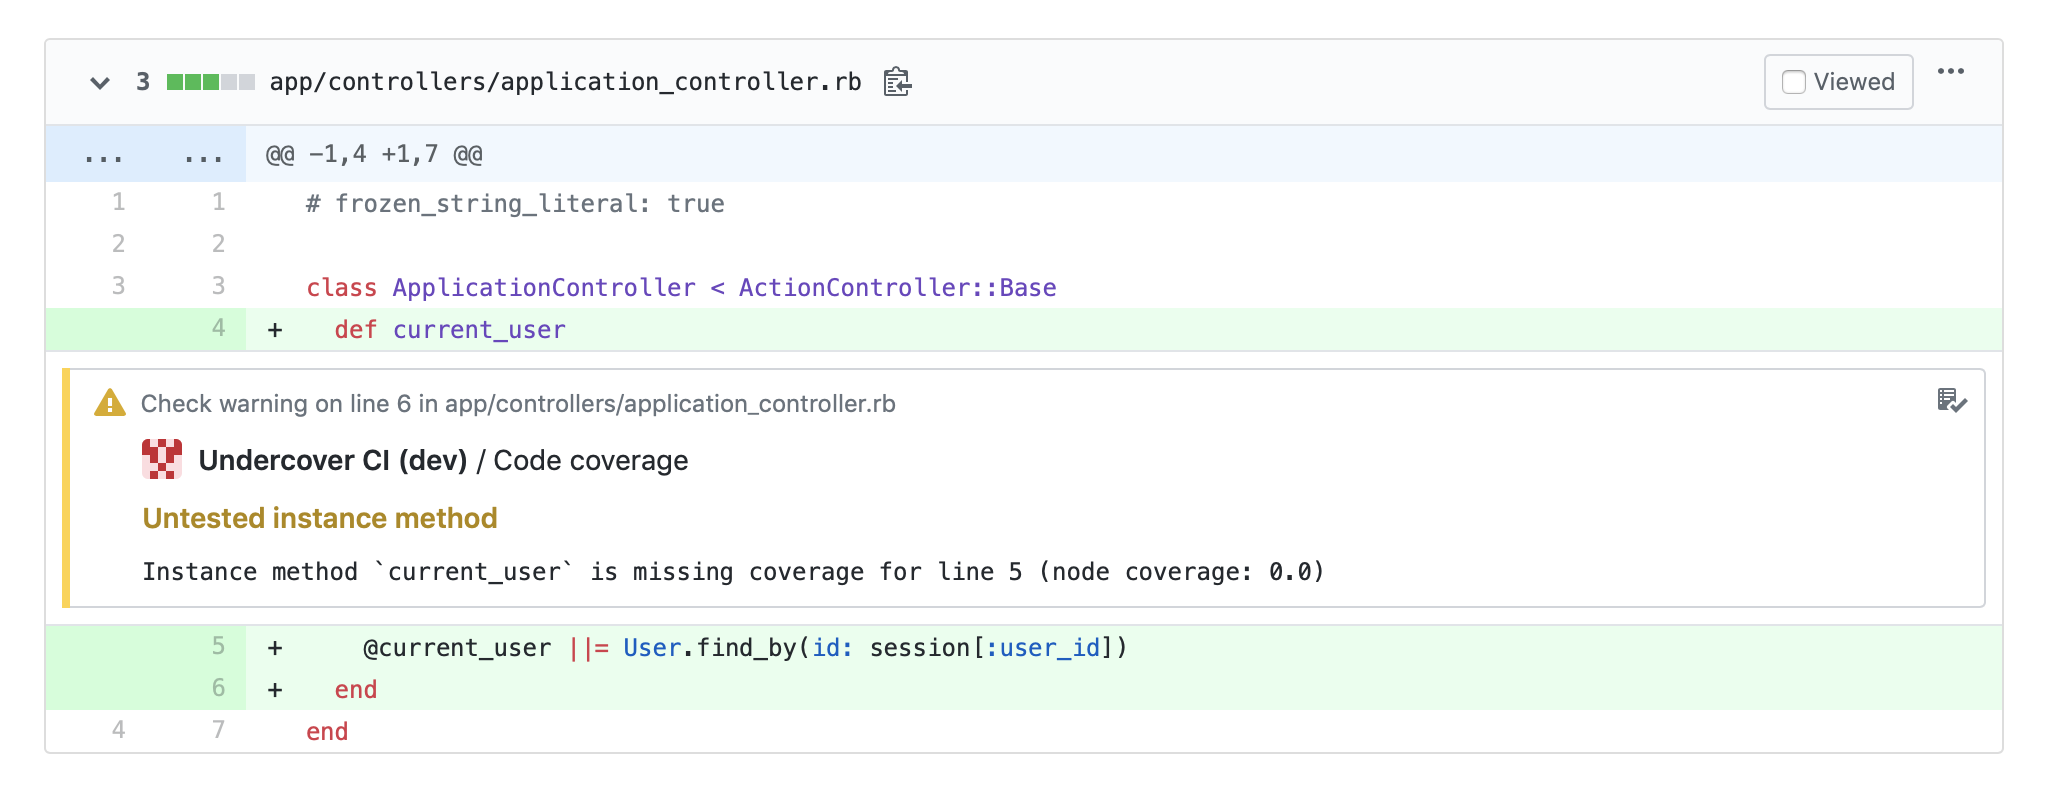 3 app/controllers/application_controller.rb Viewed ...
... ... @@ -1,4 +1,7 @@
1 1 # frozen_string_literal: true
2 2
3 3 class ApplicationController < ActionController::Base
4 + def current_user
Check warning on line 6 in app/controllers/application_controller.rb
Undercover CI (dev) / Code coverage
Untested instance method
Instance method `current_user` is missing coverage for line 5 (node coverage: 0.0)
5 + @current_user ||= User.find_by(id: session[:user_id])
6 + end
4 7 end